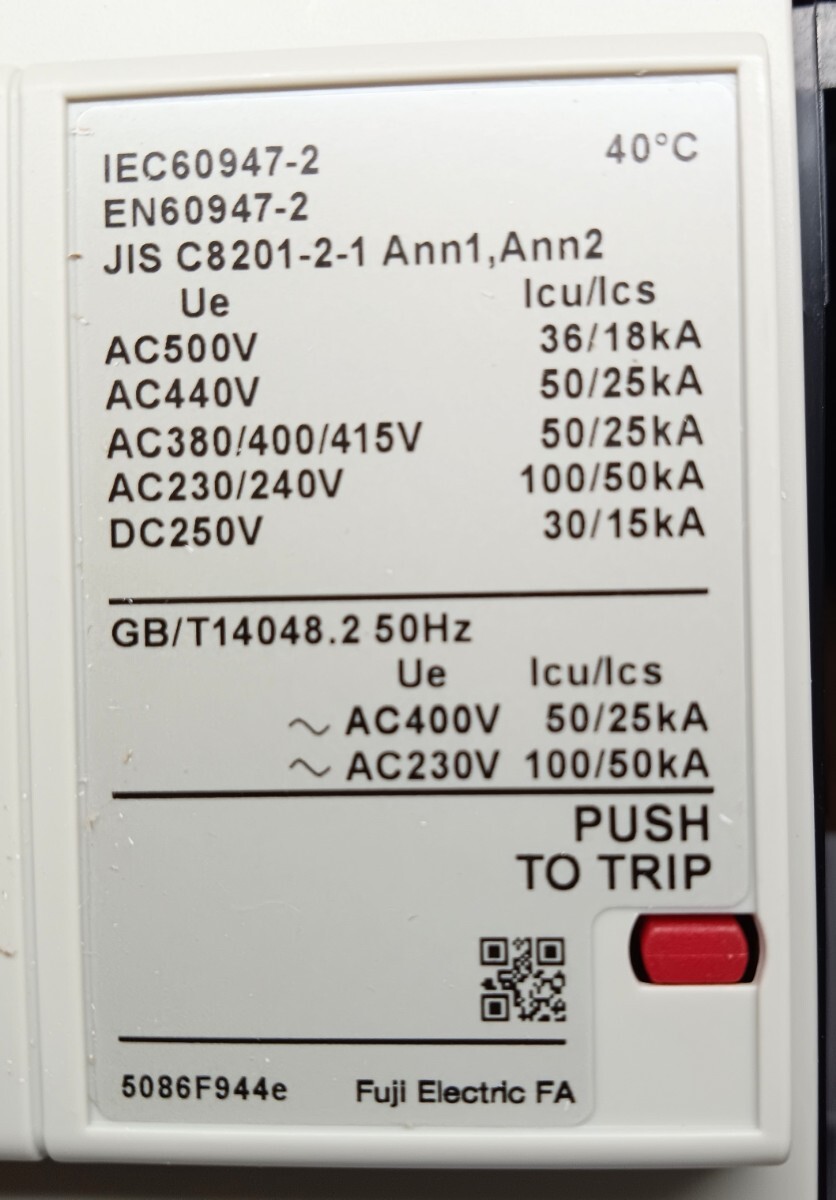 IEC60947-2 40°C
EN60947-2
JIS C8201-2-1 Ann1,Ann2
Ue Icu/Ics
AC500V 36/18kA
AC440V 50/25kA
AC380/400/415V 50/25kA
AC230/240V 100/50kA
DC250V 30/15kA
GB/T14048.2 50Hz
Ue Icu/Ics
～ AC400V 50/25kA
～ AC230V 100/50kA
PUSH
TO TRIP
5086F944e Fuji Electric FA